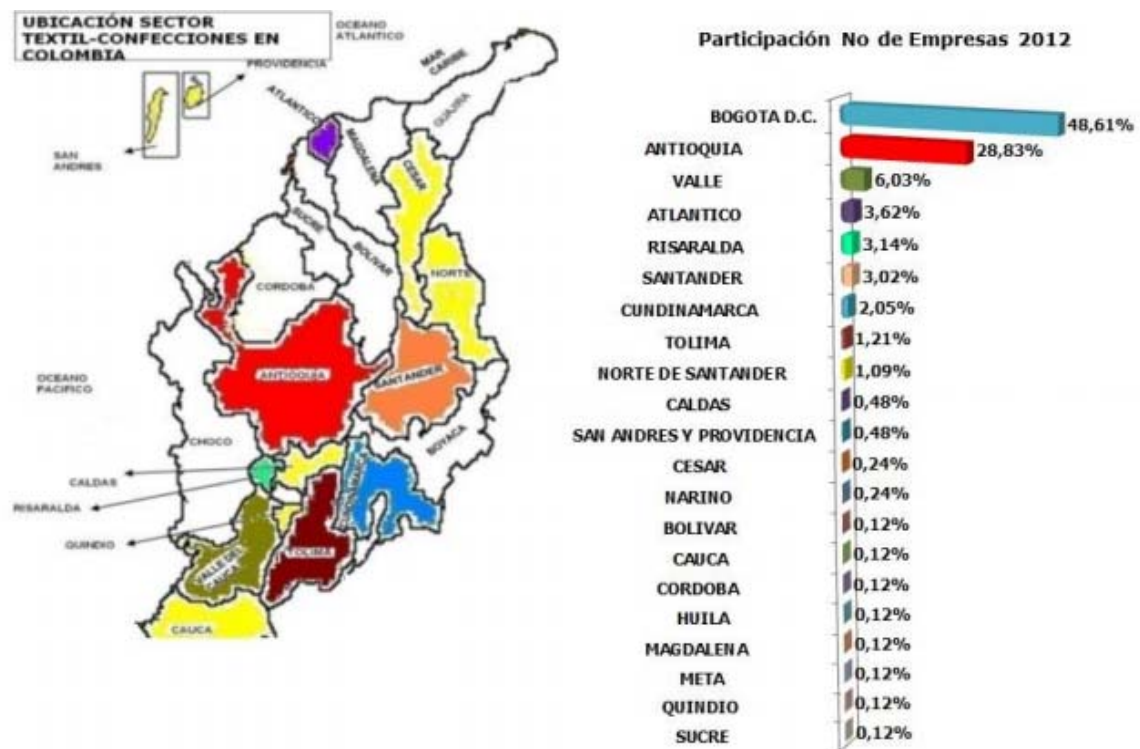 UBICACIÓN SECTOR
TEXTIL-CONFECCIONES EN
COLOMBIA
OCEANO
ATLANTICO
PROVIDENCIA
MAR
CARIBE
ATLANTICO
GUAJIRA
SAN
ANDRES
MAGDALENA
CESAR
SUCRE
BOLIVAR
NORTE
CORDOBA
OCEANO
PACIFICO
ANTIOQUIA
SANTANDER
CHOCO
BOYACA
CALDAS
CUNDINAMARCA
RISARALDA
QUINDIO
TOLIMA
VALLE DEL
CAUCA
CAUCA
Participación No de Empresas 2012
BOGOTA D.C. 48,61%
ANTIOQUIA 28,83%
VALLE 6,03%
ATLANTICO 3,62%
RISARALDA 3,14%
SANTANDER 3,02%
CUNDINAMARCA 2,05%
TOLIMA 1,21%
NORTE DE SANTANDER 1,09%
CALDAS 0,48%
SAN ANDRES Y PROVIDENCIA 0,48%
CESAR 0,24%
NARINO 0,24%
BOLIVAR 0,12%
CAUCA 0,12%
CORDOBA 0,12%
HUILA 0,12%
MAGDALENA 0,12%
META 0,12%
QUINDIO 0,12%
SUCRE 0,12%